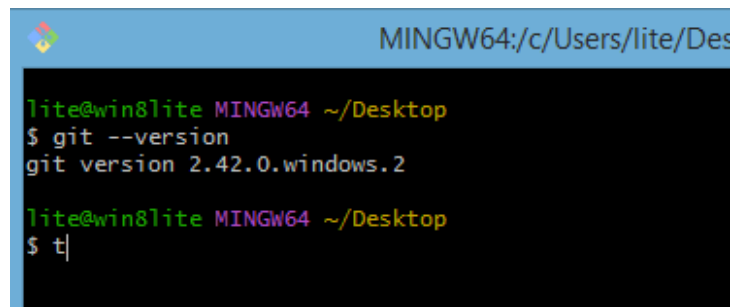 MINGW64:/c/Users/lite/Des
lite@win8lite MINGW64 ~/Desktop
$ git --version
git version 2.42.0.windows.2
lite@win8lite MINGW64 ~/Desktop
$ t